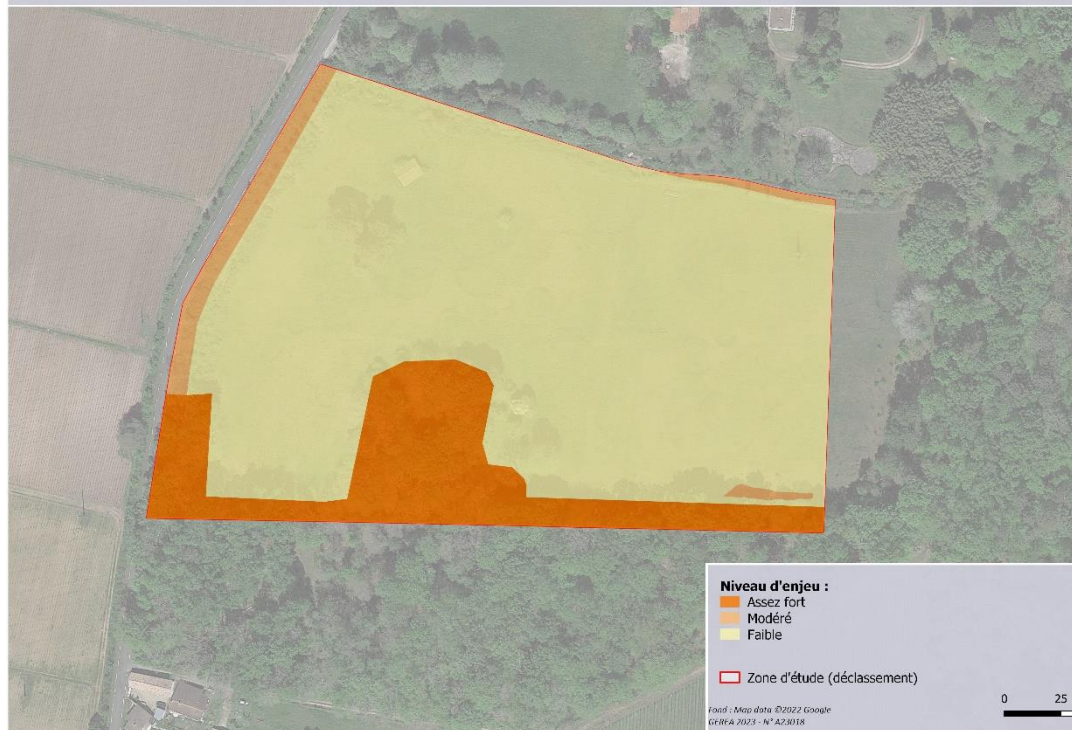 Niveau d'enjeu :
Assez fort
Modéré
Faible
Zone d'étude (déclassement)
Fond : Map data ©2022 Google
GEREA 2023 - N° A23018
0 25